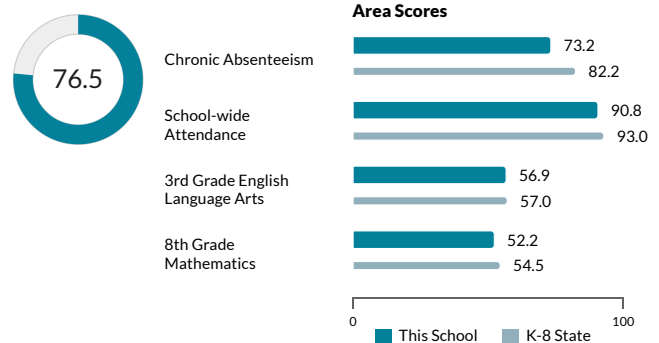 Area Scores
76.5
Chronic Absenteeism
73.2
82.2
School-wide
Attendance
90.8
93.0
3rd Grade English
Language Arts
56.9
57.0
8th Grade
Mathematics
52.2
54.5
0
100
This School
K-8 State